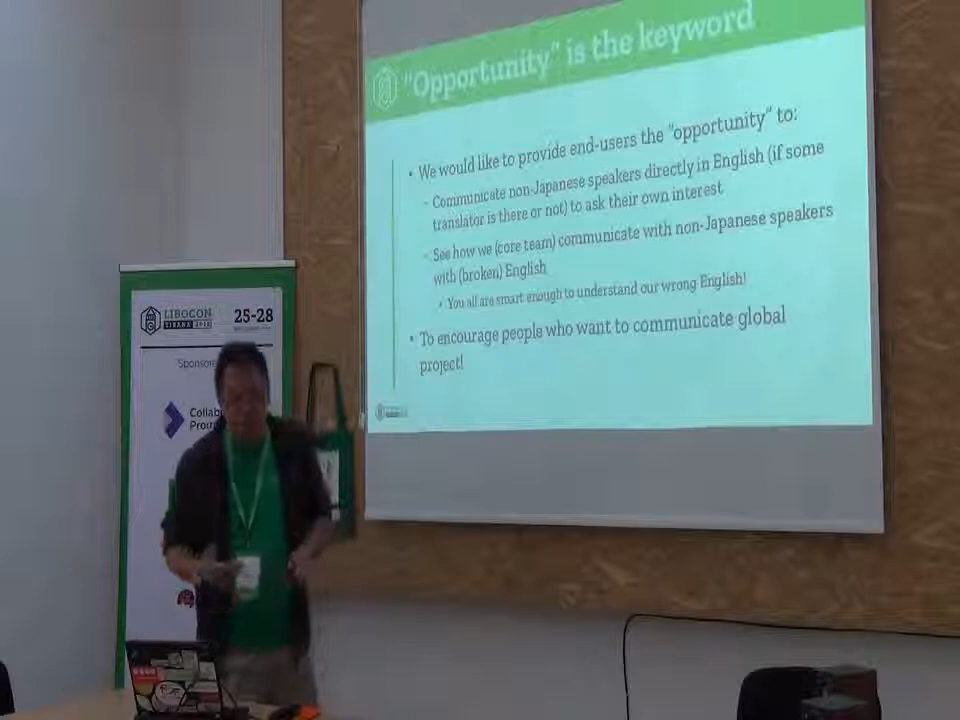 "Opportunity" is the keyword
• We would like to provide end-users the "opportunity" to:
- Communicate non-Japanese speakers directly in English (if some
translator is there or not) to ask their own interest
- See how we (core team) communicate with non-Japanese speakers
with (broken) English
• You all are smart enough to understand our wrong English!
• To encourage people who want to communicate global
project!
LIBOCON
TIRANA 2018
25-28
Sponsors
Collab